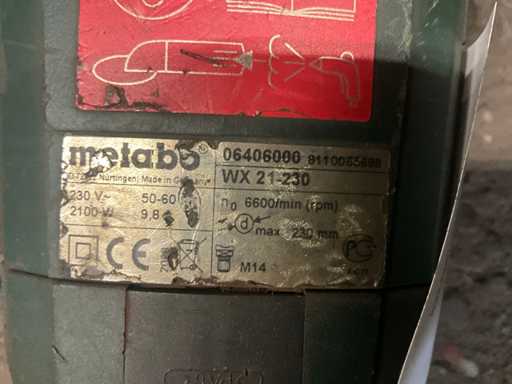 metabo 06406000
Nürtingen, Made in Germany WX 21-230
230 V~ 50-60
2100 W 9,8
n0 6600/min (rpm)
d max 230 mm
CE
M14